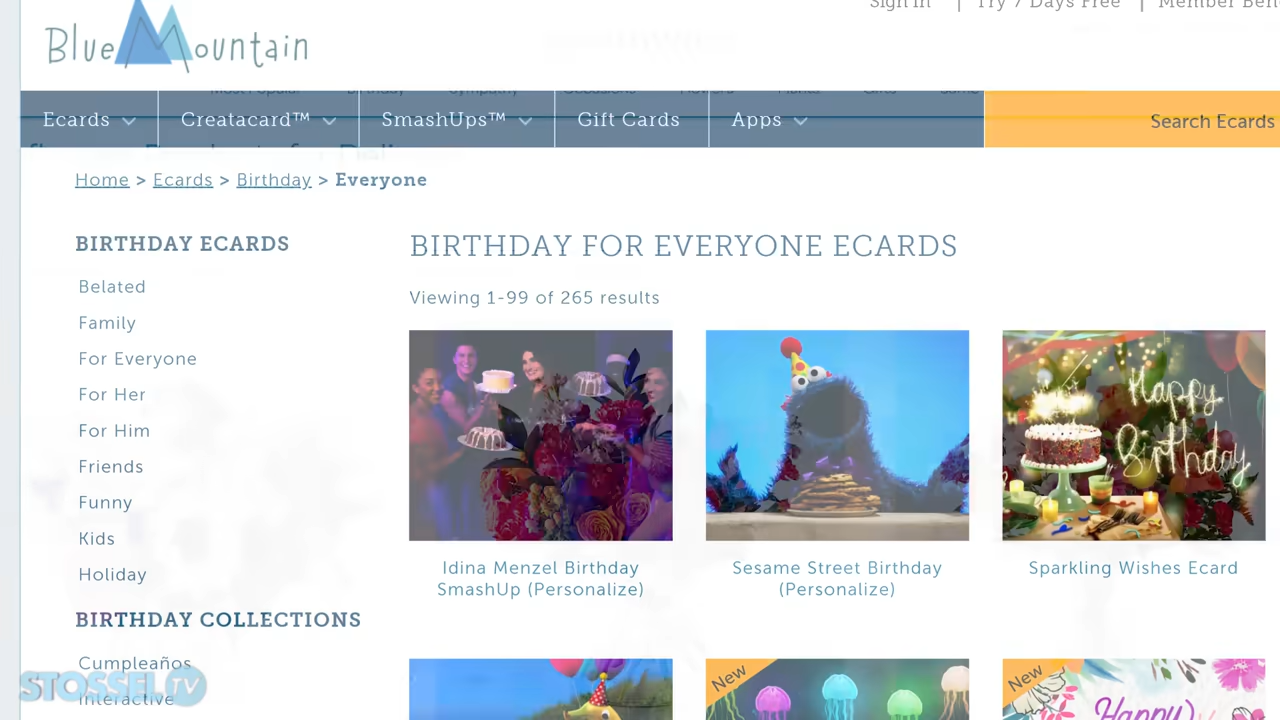 Sign In | Try 7 Days Free | Member
Blue Mountain
Ecards
Creatacard™
SmashUps™
Gift Cards
Apps
Search Ecards
Home > Ecards > Birthday > Everyone
BIRTHDAY ECARDS
Belated
Family
For Everyone
For Her
For Him
Friends
Funny
Kids
Holiday
BIRTHDAY COLLECTIONS
Cumpleaños
Interactive
BIRTHDAY FOR EVERYONE ECARDS
Viewing 1-99 of 265 results
Happy
Birthday
Idina Menzel Birthday
SmashUp (Personalize)
Sesame Street Birthday
(Personalize)
Sparkling Wishes Ecard
New
New
Happy
STOSSEL TV